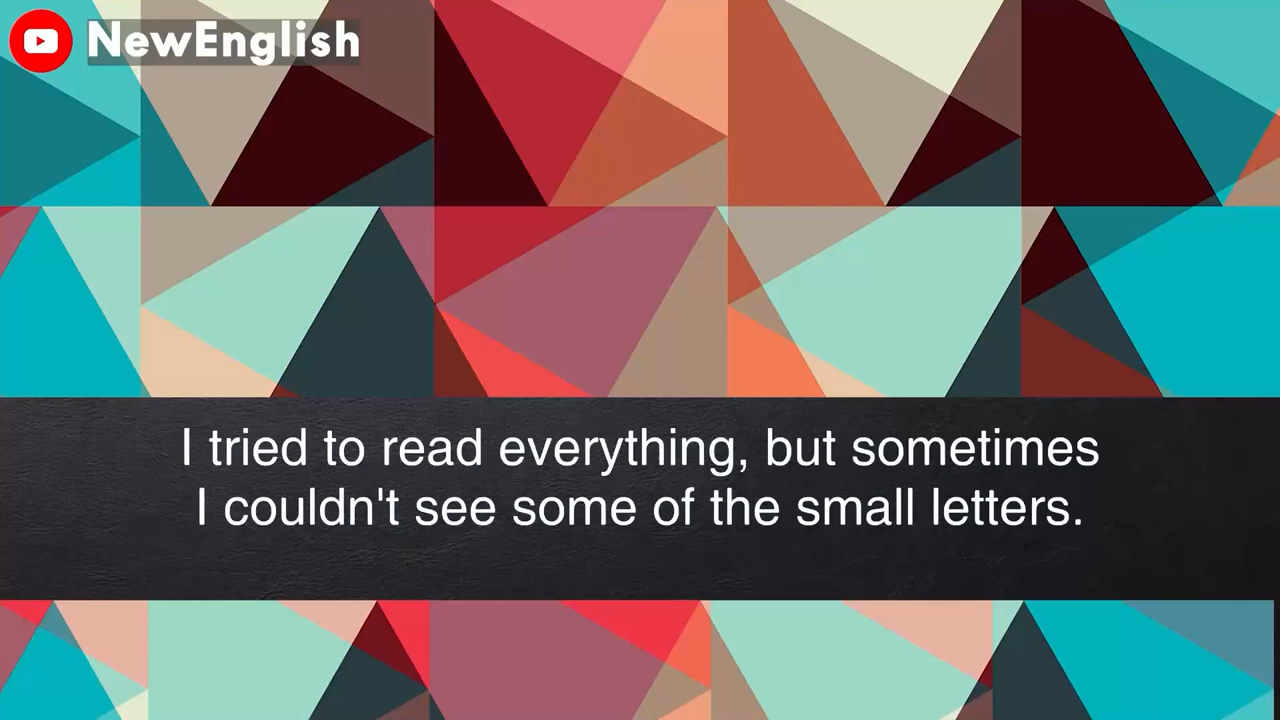 NewEnglish
I tried to read everything, but sometimes
I couldn't see some of the small letters.